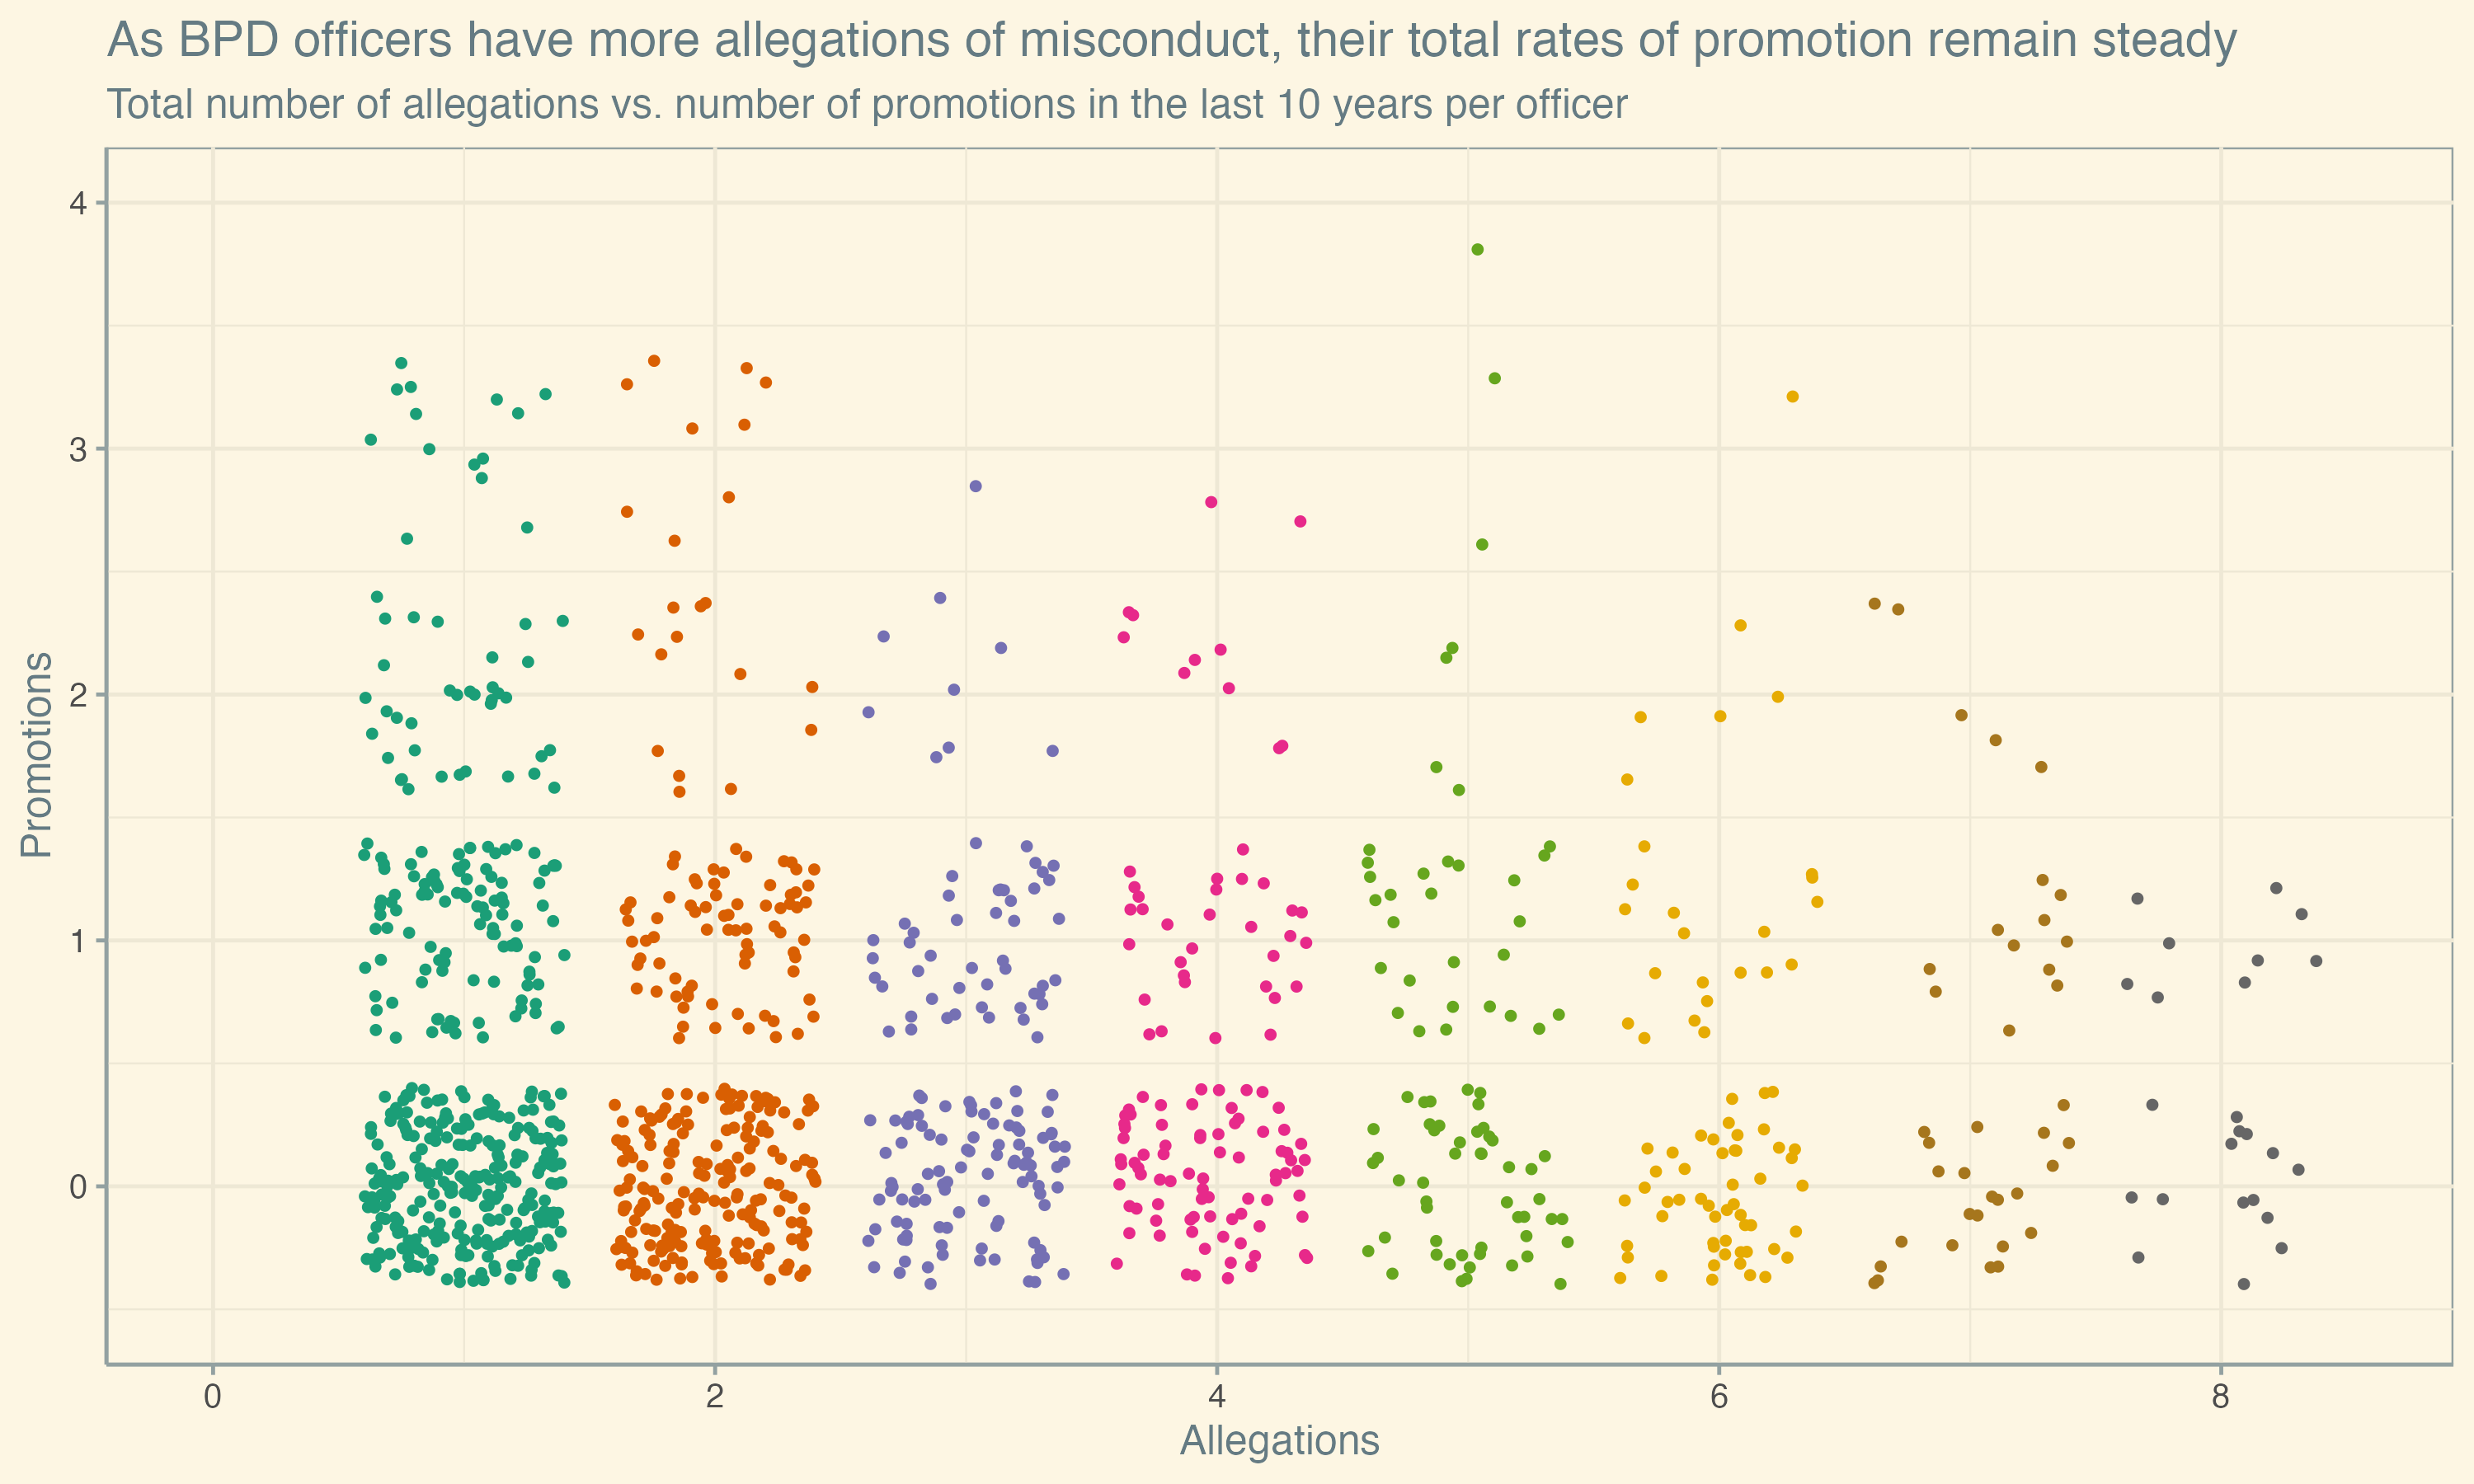 As BPD officers have more allegations of misconduct, their total rates of promotion remain steady
Total number of allegations vs. number of promotions in the last 10 years per officer
4
3
2
1
0
Promotions
0 2 4 6 8
Allegations